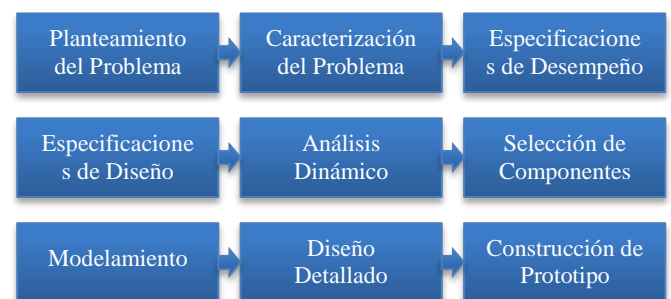 Planteamiento
del Problema
Caracterización
del Problema
Especificacione
s de Desempeño
Especificacione
s de Diseño
Análisis
Dinámico
Selección de
Componentes
Modelamiento
Diseño
Detallado
Construcción de
Prototipo